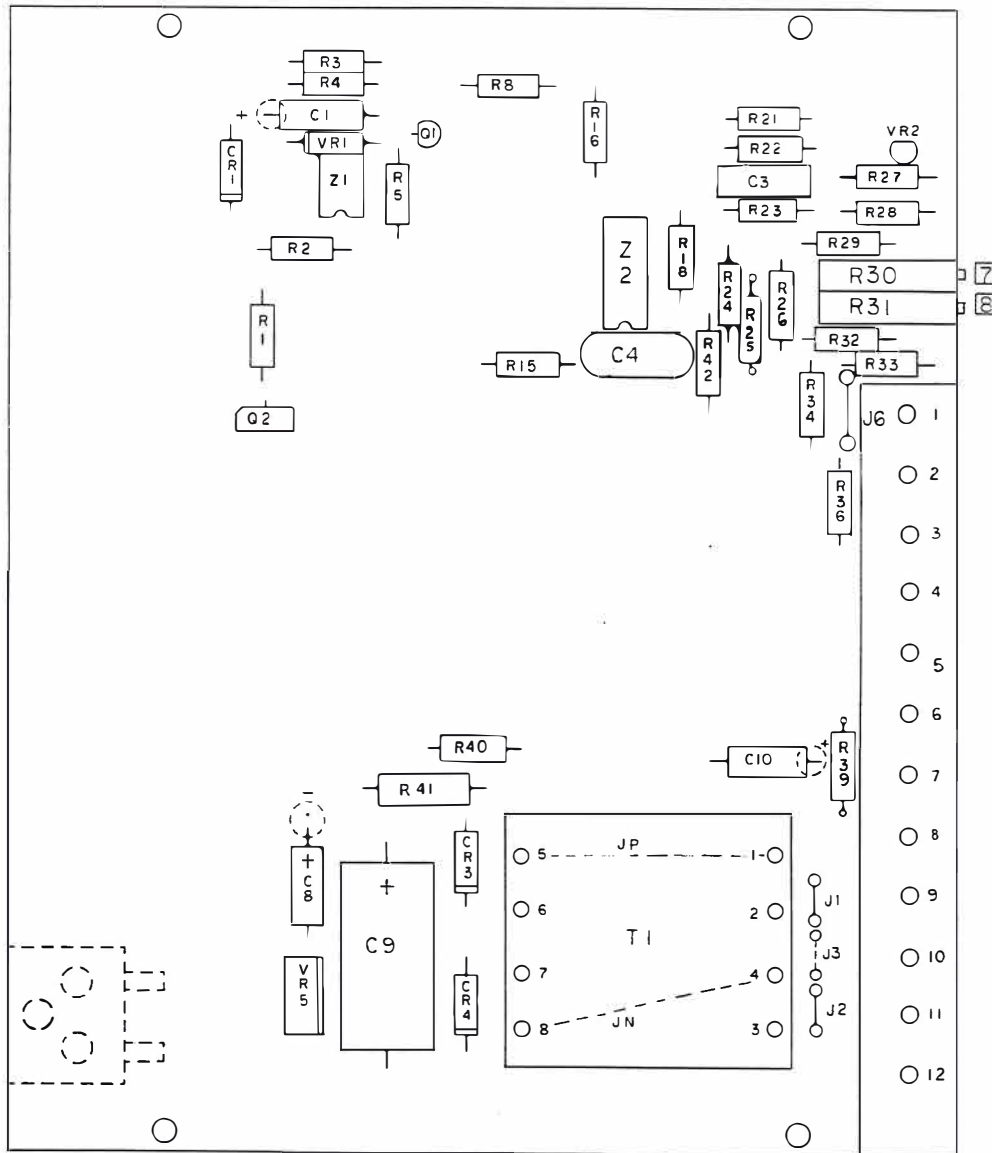 R3
R4
R8
+
C1
R16
Q1
R21
VR1
CR1
R22
VR2
Z1
R5
C3
R27
R23
R28
R2
Z2
R18
R29
R24
R30
7
R26
R31
8
R1
R25
R32
C4
R42
R15
R33
R34
Q2
J6
1
2
R36
3
4
5
6
R40
C10
+
R39
7
R41
-
+
C8
+
CR3
5
JP
1
8
J1
6
2
9
C9
T1
J3
10
VR5
7
4
CR4
J2
11
8
JN
3
12